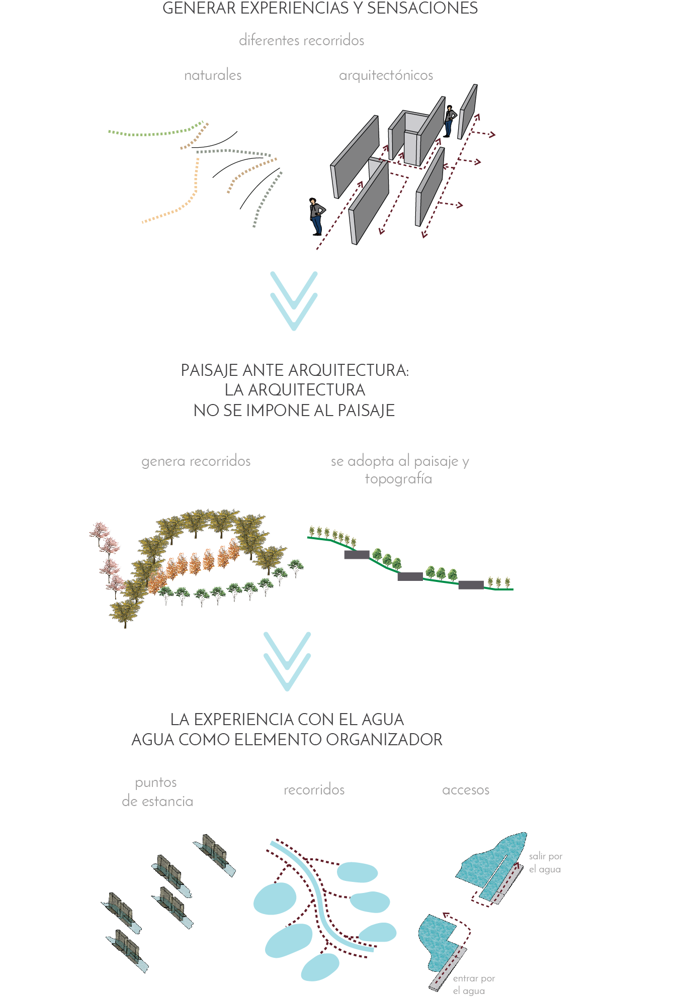 GENERAR EXPERIENCIAS Y SENSACIONES
diferentes recorridos
naturales
arquitectónicos
PAISAJE ANTE ARQUITECTURA:
LA ARQUITECTURA
NO SE IMPONE AL PAISAJE
genera recorridos
se adopta al paisaje y
topografía
LA EXPERIENCIA CON EL AGUA
AGUA COMO ELEMENTO ORGANIZADOR
puntos
de estancia
recorridos
accesos
salir por
el agua
entrar por
el agua